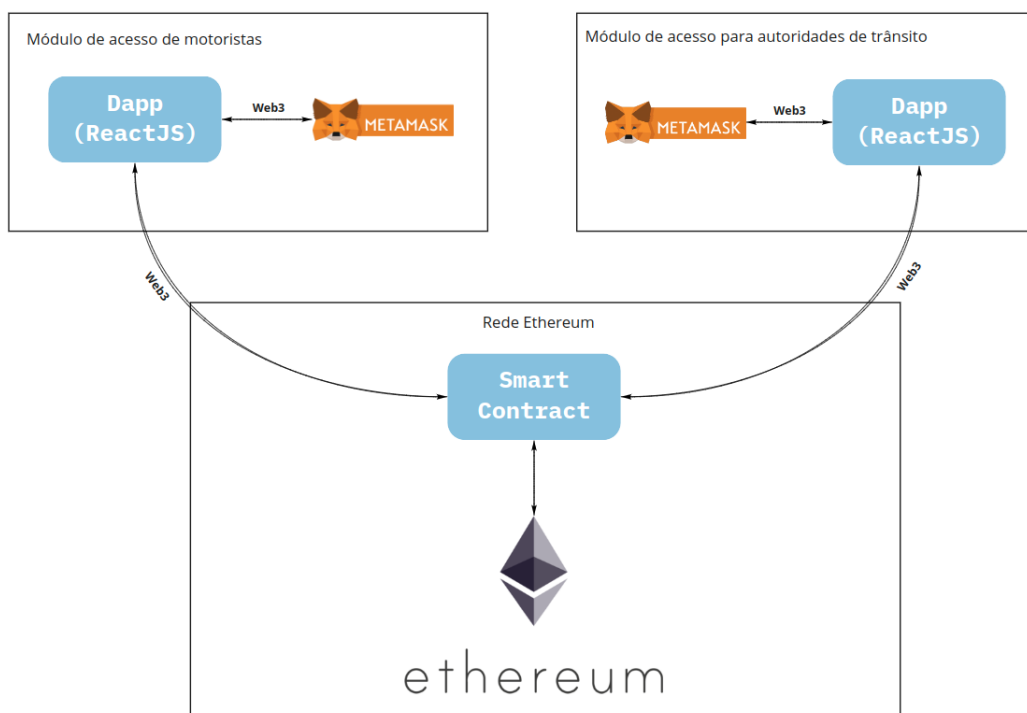 Módulo de acesso de motoristas
Dapp
(ReactJS)
Web3
METAMASK
Módulo de acesso para autoridades de trânsito
METAMASK
Web3
Dapp
(ReactJS)
Web3
Web3
Rede Ethereum
Smart
Contract
ethereum